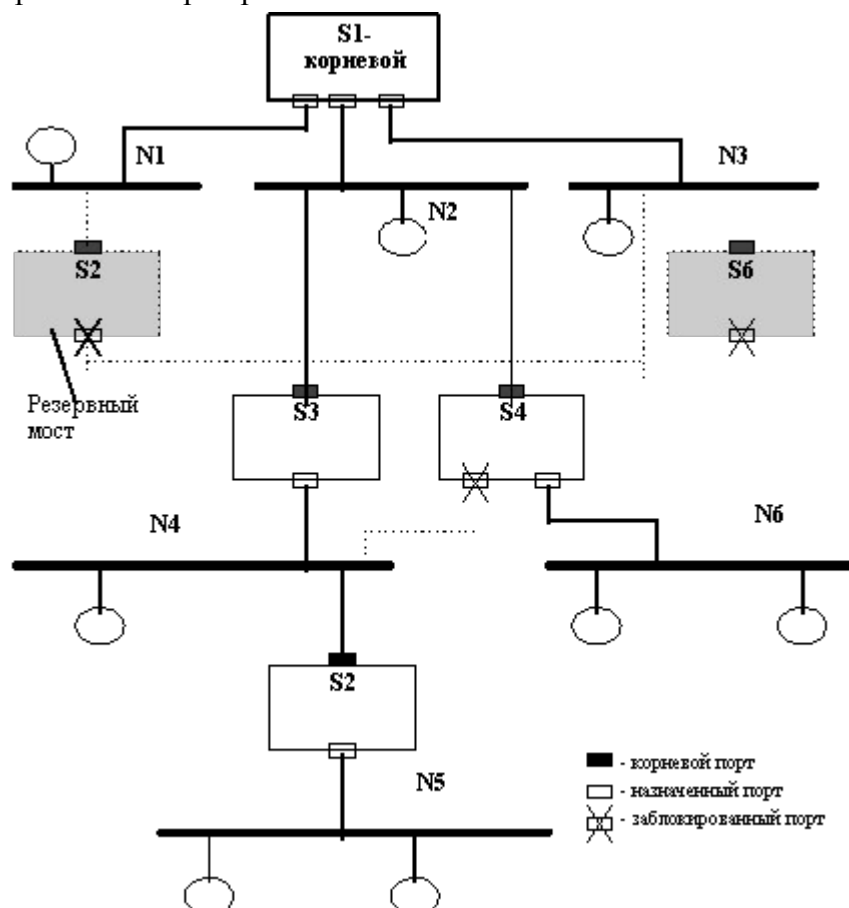 S1-
корневой
N1
N3
N2
S2
S6
Резервный
мост
S3
S4
N4
N6
S2
N5
- корневой порт
- назначенный порт
- заблокированный порт